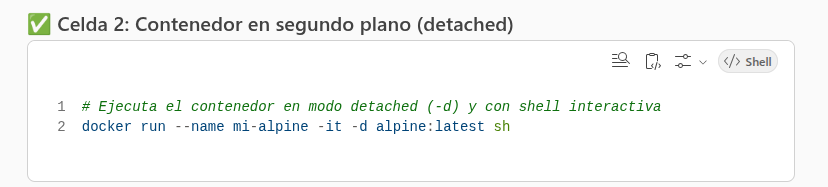 ✅ Celda 2: Contenedor en segundo plano (detached)
</> Shell
1 # Ejecuta el contenedor en modo detached (-d) y con shell interactiva
2 docker run --name mi-alpine -it -d alpine:latest sh